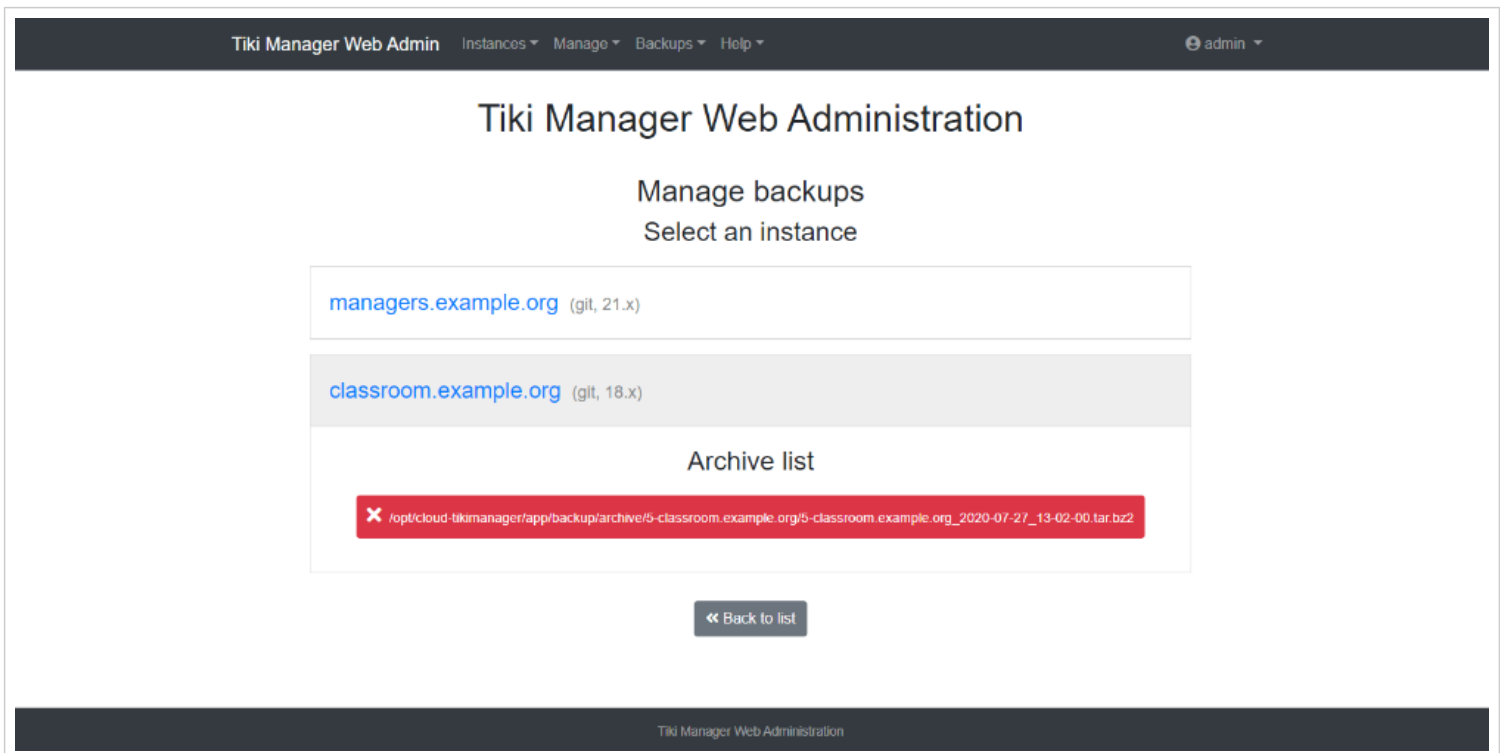 Tiki Manager Web Admin Instances Manage Backups Help admin
Tiki Manager Web Administration
Manage backups
Select an instance
managers.example.org (git, 21.x)
classroom.example.org (git, 18.x)
Archive list
/opt/cloud-tikimanager/app/backup/archive/5-classroom.example.org/5-classroom.example.org_2020-07-27_13-02-00.tar.bz2
Back to list
Tiki Manager Web Administration